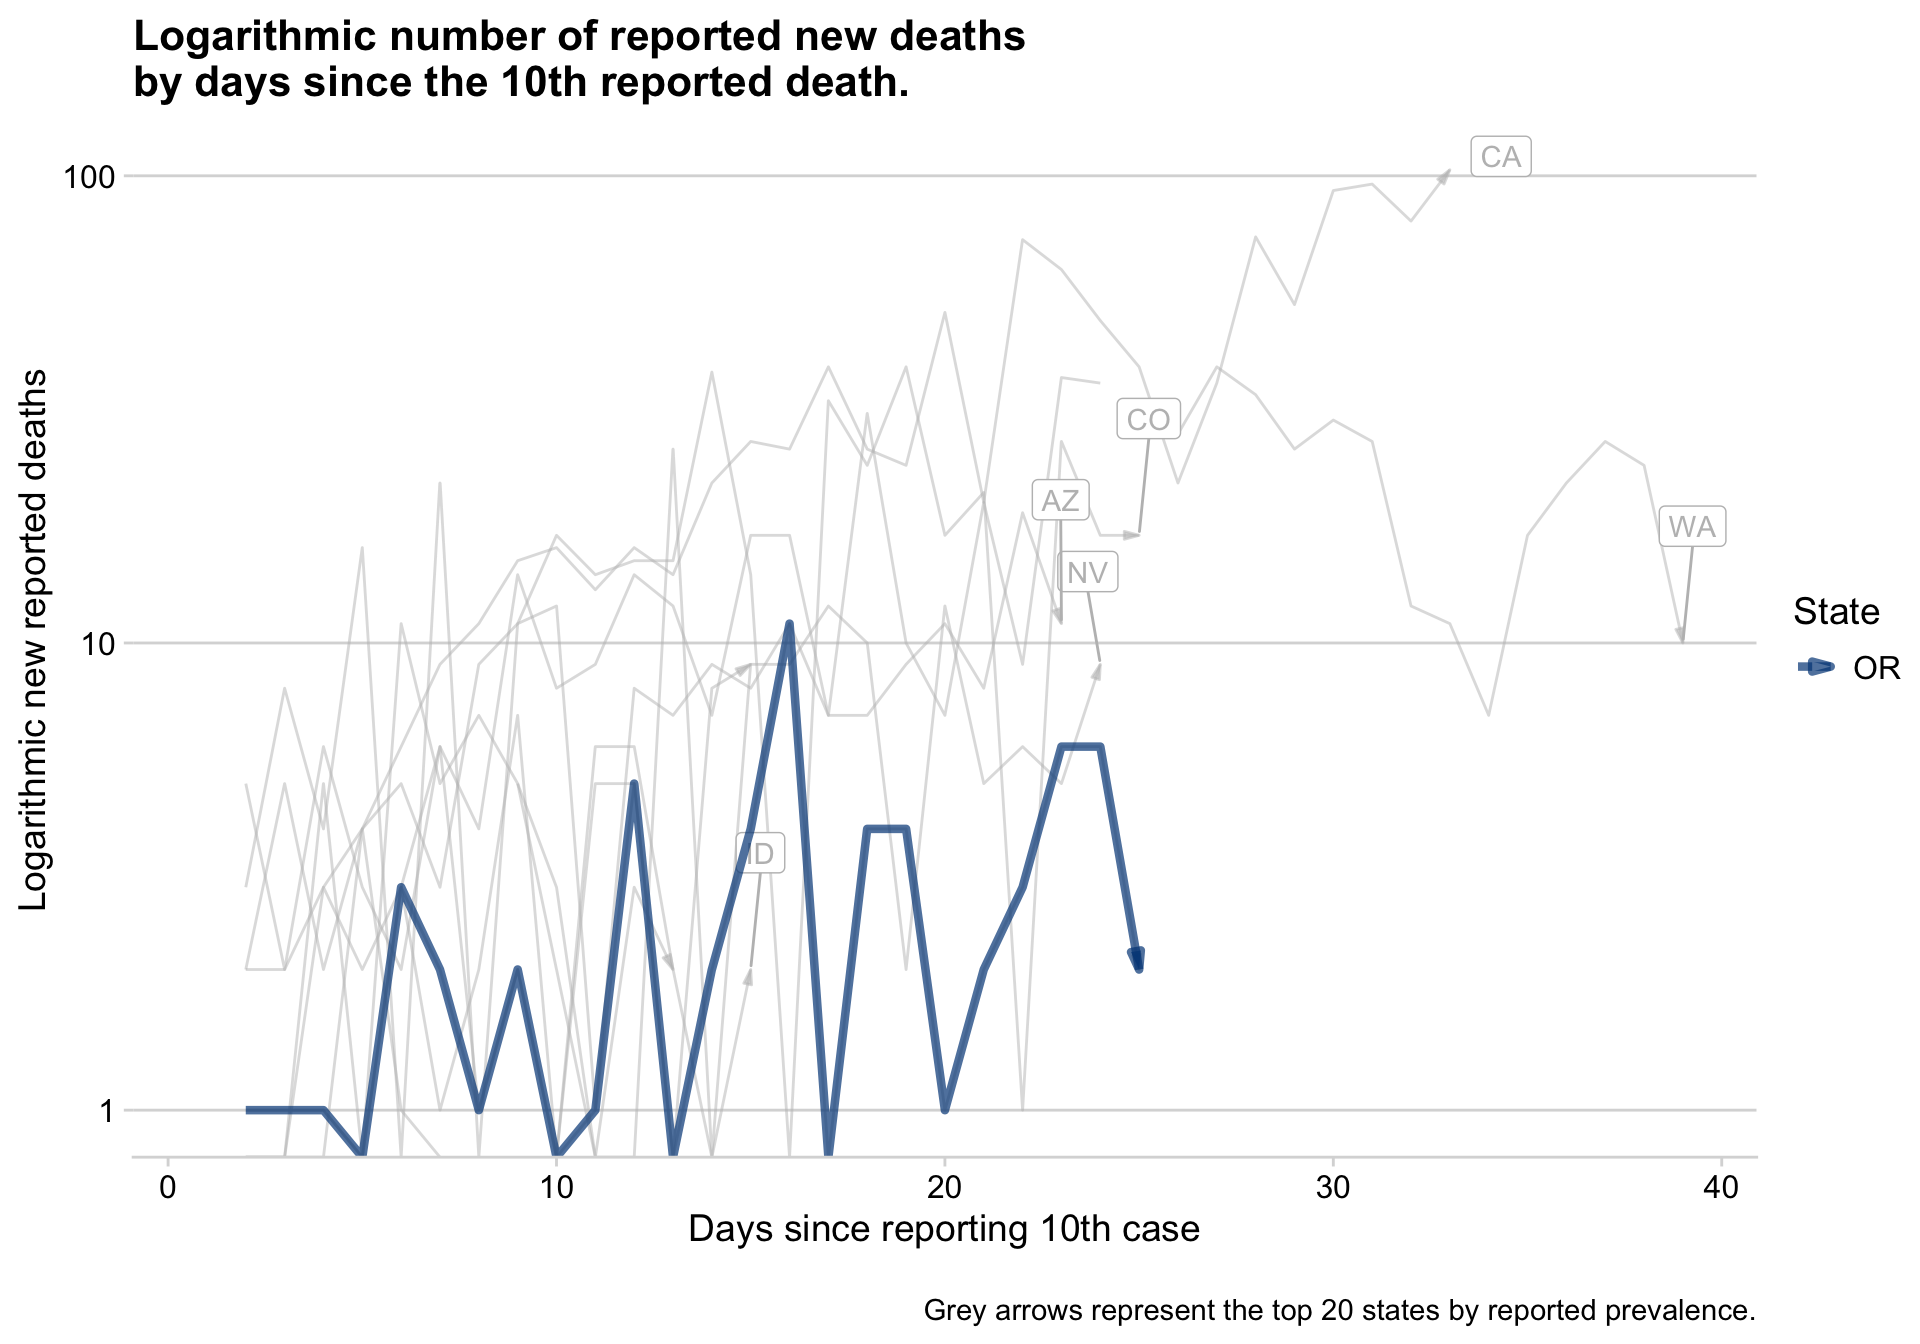 Logarithmic number of reported new deaths
by days since the 10th reported death.
Logarithmic new reported deaths
100
10
1
CA
CO
AZ
NV
WA
ID
State
OR
0
10
20
30
40
Days since reporting 10th case
Grey arrows represent the top 20 states by reported prevalence.